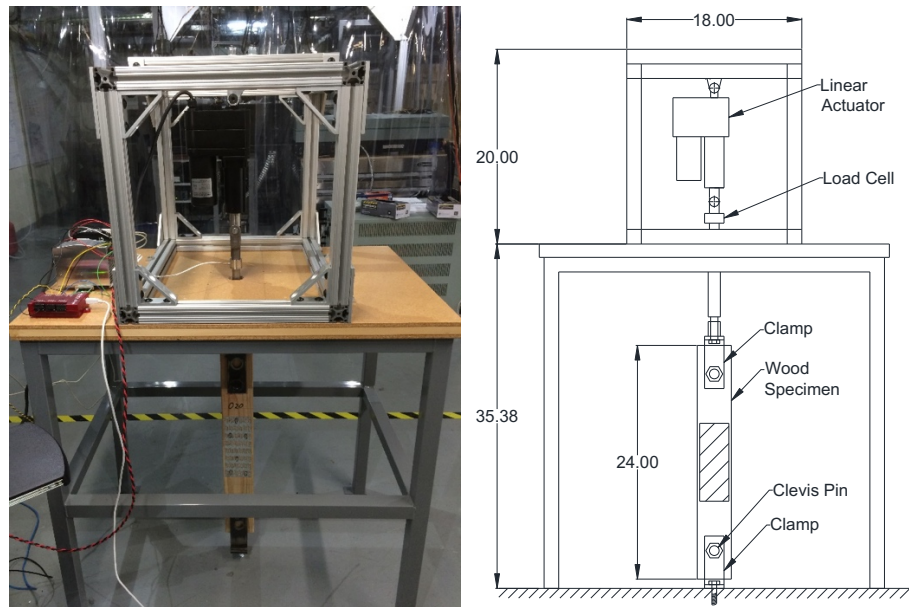 18.00
Linear
Actuator
20.00
Load Cell
Clamp
Wood
Specimen
35.38
24.00
Clevis Pin
Clamp